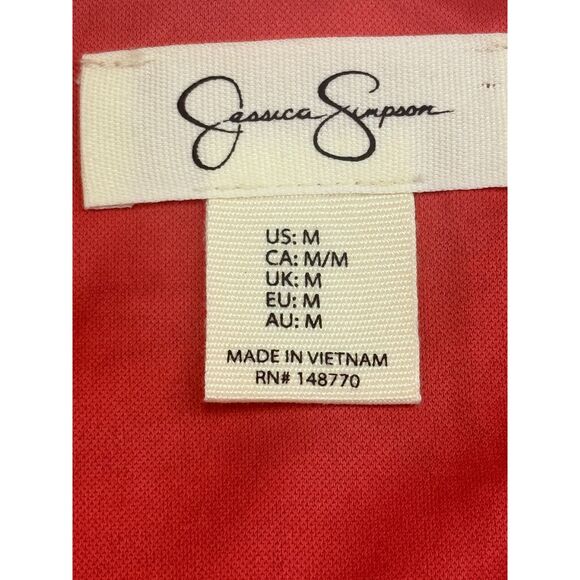 Jessica Simpson
US: M
CA: M/M
UK: M
EU: M
AU: M
MADE IN VIETNAM
RN# 148770